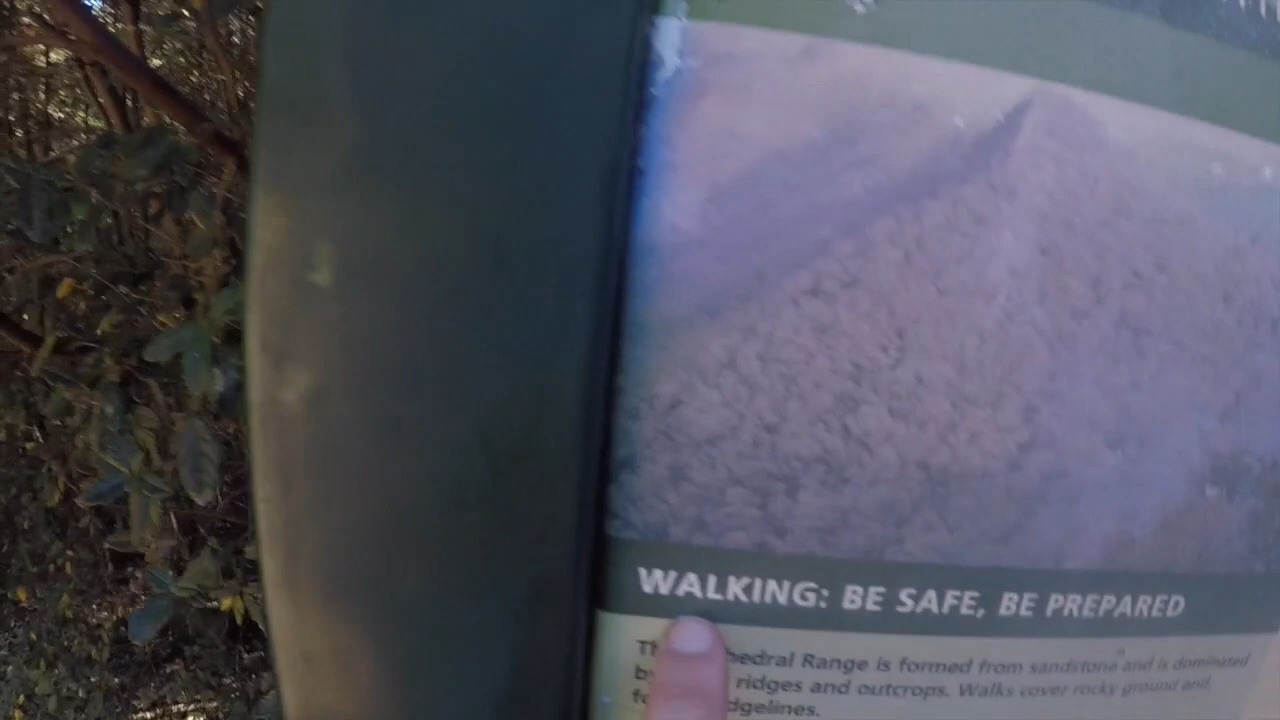 WALKING: BE SAFE, BE PREPARED
hedral Range is formed from sandstone and is dominated
ridges and outcrops. Walks cover rocky ground and
dgelines.